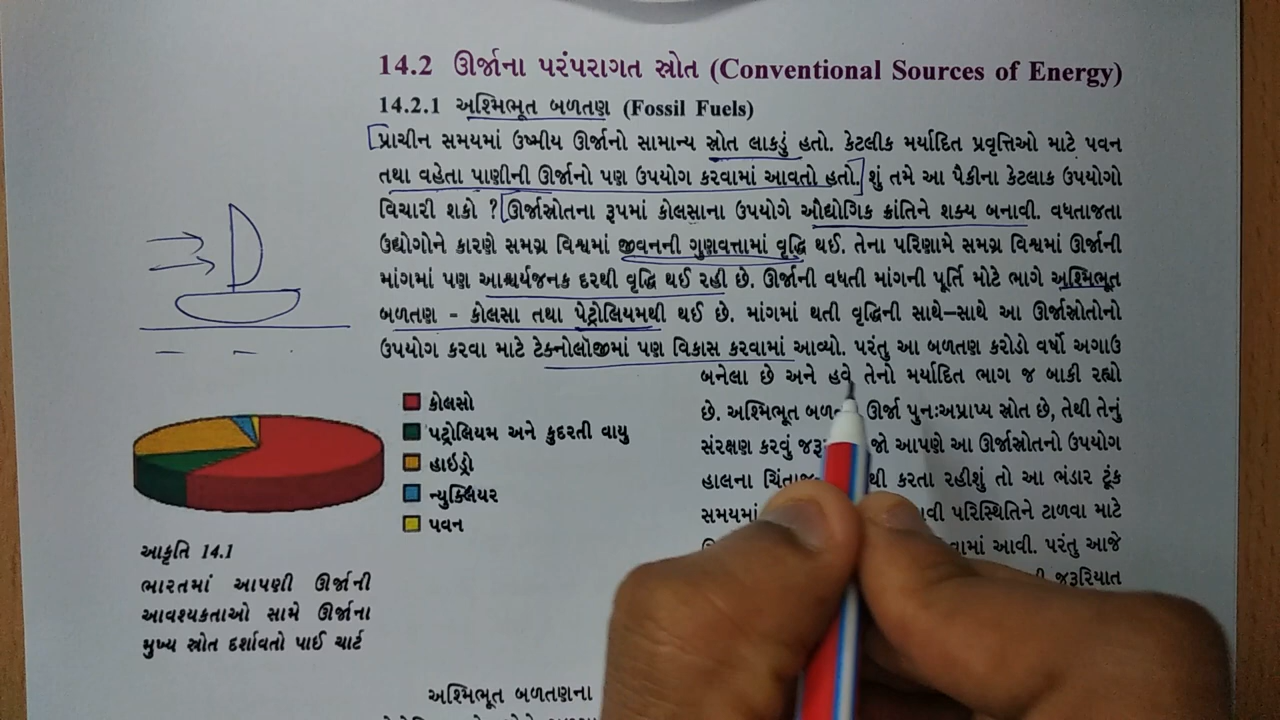 14.2 ઊર્જાના પરંપરાગત સ્રોત (Conventional Sources of Energy)
14.2.1 અશ્મિભૂત બળતણ (Fossil Fuels)
પ્રાચીન સમયમાં ઉષ્મીય ઊર્જાનો સામાન્ય સ્રોત લાકડું હતો. કેટલીક મર્યાદિત પ્રવૃત્તિઓ માટે પવન
તથા વહેતા પાણીની ઊર્જાનો પણ ઉપયોગ કરવામાં આવતો હતો. શું તમે આ પૈકીના કેટલાક ઉપયોગો
વિચારી શકો ? ઊર્જાસ્રોતના રૂપમાં કોલસાના ઉપયોગે ઔદ્યોગિક ક્રાંતિને શક્ય બનાવી. વધતાજતા
ઉદ્યોગોને કારણે સમગ્ર વિશ્વમાં જીવનની ગુણવત્તામાં વૃદ્ધિ થઈ. તેના પરિણામે સમગ્ર વિશ્વમાં ઊર્જાની
માંગમાં પણ આશ્ચર્યજનક દરથી વૃદ્ધિ થઈ રહી છે. ઊર્જાની વધતી માંગની પૂર્તિ મોટે ભાગે અશ્મિભૂત
બળતણ - કોલસા તથા પેટ્રોલિયમથી થઈ છે. માંગમાં થતી વૃદ્ધિની સાથે-સાથે આ ઊર્જાસ્રોતોનો
ઉપયોગ કરવા માટે ટેક્નોલૉજીમાં પણ વિકાસ કરવામાં આવ્યો. પરંતુ આ બળતણ કરોડો વર્ષો અગાઉ
બનેલા છે અને હવે તેનો મર્યાદિત ભાગ જ બાકી રહ્યો
છે. અશ્મિભૂત ઊર્જા પુનઃઅપ્રાપ્ય સ્રોત છે, તેથી તેનું
સંરક્ષણ કરવું જો આપણે આ ઊર્જાસ્રોતનો ઉપયોગ
હાલના કરતા રહીશું તો આ ભંડાર ટૂંક
સમયમાં પરિસ્થિતિને ટાળવા માટે
આવી. પરંતુ આજે
જરૂરિયાત
કોલસો
પટ્રોલિયમ અને કુદરતી વાયુ
હાઇડ્રો
ન્યુક્લિયર
પવન
આકૃતિ 14.1
ભારતમાં આપણી ઊર્જાની
આવશ્યકતાઓ સામે ઊર્જાના
મુખ્ય સ્રોત દર્શાવતો પાઈ ચાર્ટ
અશ્મિભૂત બળતણના